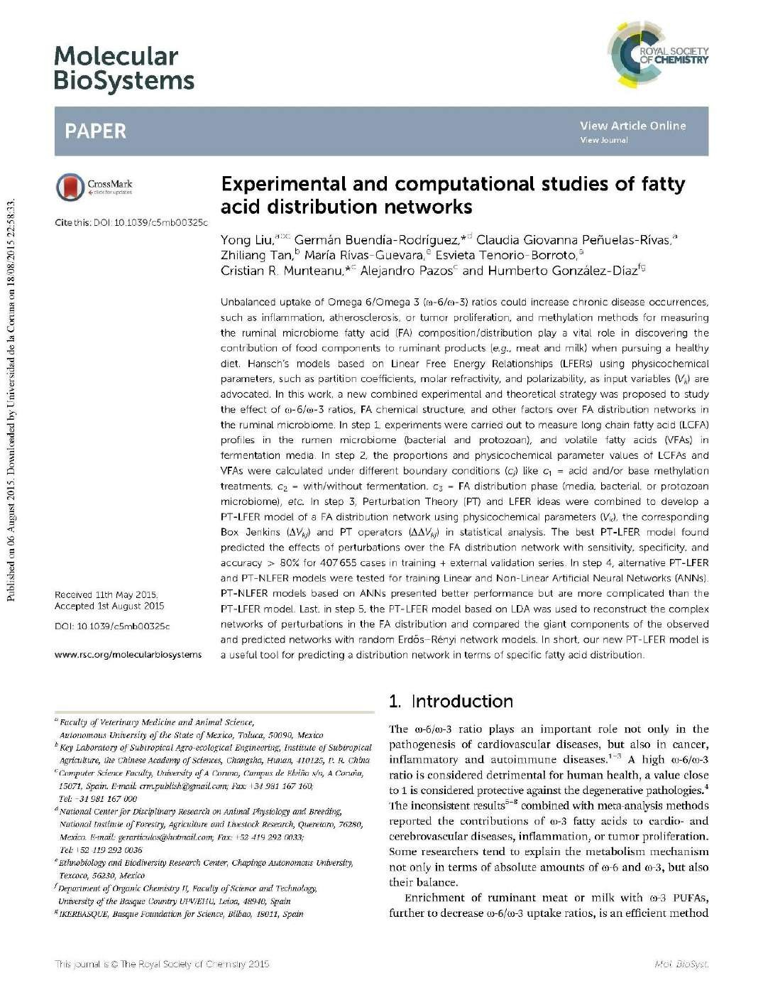 Molecular
BioSystems
ROYAL SOCIETY
OF CHEMISTRY
PAPER
View Article Online
View Journal
CrossMark
click for updates
Cite this: DOI: 10.1039/c5mb00325c
Received 11th May 2015,
Accepted 1st August 2015
DOI: 10.1039/c5mb00325c
www.rsc.org/molecularbiosystems
Experimental and computational studies of fatty
acid distribution networks
Yong Liu,abc Germán Buendía-Rodríguez,*d Claudia Giovanna Peñuelas-Rívas,a
Zhiliang Tan,b María Rívas-Guevara,e Esvieta Tenorio-Borroto,a
Cristian R. Munteanu,*c Alejandro Pazosc and Humberto González-Díazfg
Unbalanced uptake of Omega 6/Omega 3 (ω-6/ω-3) ratios could increase chronic disease occurrences,
such as inflammation, atherosclerosis, or tumor proliferation, and methylation methods for measuring
the ruminal microbiome fatty acid (FA) composition/distribution play a vital role in discovering the
contribution of food components to ruminant products (e.g., meat and milk) when pursuing a healthy
diet. Hansch's models based on Linear Free Energy Relationships (LFERs) using physicochemical
parameters, such as partition coefficients, molar refractivity, and polarizability, as input variables (Vk) are
advocated. In this work, a new combined experimental and theoretical strategy was proposed to study
the effect of ω-6/ω-3 ratios, FA chemical structure, and other factors over FA distribution networks in
the ruminal microbiome. In step 1, experiments were carried out to measure long chain fatty acid (LCFA)
profiles in the rumen microbiome (bacterial and protozoan), and volatile fatty acids (VFAs) in
fermentation media. In step 2, the proportions and physicochemical parameter values of LCFAs and
VFAs were calculated under different boundary conditions (cj) like c1 = acid and/or base methylation
treatments, c2 = with/without fermentation, c3 = FA distribution phase (media, bacterial, or protozoan
microbiome), etc. In step 3, Perturbation Theory (PT) and LFER ideas were combined to develop a
PT-LFER model of a FA distribution network using physicochemical parameters (Vk), the corresponding
Box Jenkins (ΔVkj) and PT operators (ΔΔVkj) in statistical analysis. The best PT-LFER model found
predicted the effects of perturbations over the FA distribution network with sensitivity, specificity, and
accuracy > 80% for 407 655 cases in training + external validation series. In step 4, alternative PT-LFER
and PT-NLFER models were tested for training Linear and Non-Linear Artificial Neural Networks (ANNs).
PT-NLFER models based on ANNs presented better performance but are more complicated than the
PT-LFER model. Last, in step 5, the PT-LFER model based on LDA was used to reconstruct the complex
networks of perturbations in the FA distribution and compared the giant components of the observed
and predicted networks with random Erdős–Rényi network models. In short, our new PT-LFER model is
a useful tool for predicting a distribution network in terms of specific fatty acid distribution.
a Faculty of Veterinary Medicine and Animal Science,
Autonomous University of the State of Mexico, Toluca, 50090, Mexico
b Key Laboratory of Subtropical Agro-ecological Engineering, Institute of Subtropical
Agriculture, the Chinese Academy of Sciences, Changsha, Hunan, 410125, P. R. China
c Computer Science Faculty, University of A Coruna, Campus de Elviña s/n, A Coruña,
15071, Spain. E-mail: crm.publish@gmail.com; Fax: +34 981 167 160;
Tel: +34 981 167 000
d National Center for Disciplinary Research on Animal Physiology and Breeding,
National Institute of Forestry, Agriculture and Livestock Research, Queretaro, 76280,
Mexico. E-mail: gerarticulos@hotmail.com; Fax: +52 419 292 0033;
Tel: +52 419 292 0036
e Ethnobiology and Biodiversity Research Center, Chapingo Autonomous University,
Texcoco, 56230, Mexico
f Department of Organic Chemistry II, Faculty of Science and Technology,
University of the Basque Country UPV/EHU, Leioa, 48940, Spain
g IKERBASQUE, Basque Foundation for Science, Bilbao, 48011, Spain
1. Introduction
The ω-6/ω-3 ratio plays an important role not only in the
pathogenesis of cardiovascular diseases, but also in cancer,
inflammatory and autoimmune diseases.1–3 A high ω-6/ω-3
ratio is considered detrimental for human health, a value close
to 1 is considered protective against the degenerative pathologies.4
The inconsistent results5–8 combined with meta-analysis methods
reported the contributions of ω-3 fatty acids to cardio- and
cerebrovascular diseases, inflammation, or tumor proliferation.
Some researchers tend to explain the metabolism mechanism
not only in terms of absolute amounts of ω-6 and ω-3, but also
their balance.
Enrichment of ruminant meat or milk with ω-3 PUFAs,
further to decrease ω-6/ω-3 uptake ratios, is an efficient method
This journal is © The Royal Society of Chemistry 2015
Mol. BioSyst.
Published on 06 August 2015. Downloaded by Universidad de la Coruna on 18/08/2015 22:58:33.